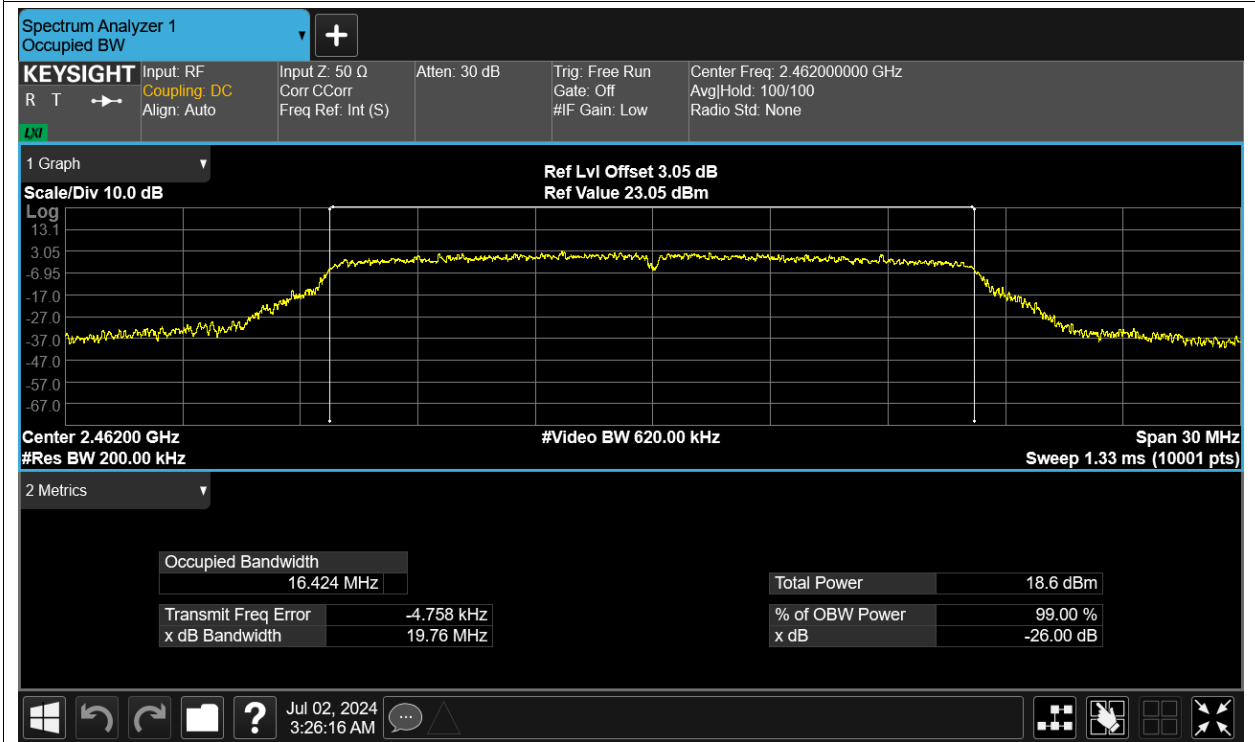 Spectrum Analyzer 1
Occupied BW
KEYSIGHT
R T
LXI
Input: RF
Coupling: DC
Align: Auto
Input Z: 50 Ω
Corr CCorr
Freq Ref: Int (S)
Atten: 30 dB
Trig: Free Run
Gate: Off
#IF Gain: Low
Center Freq: 2.462000000 GHz
Avg|Hold: 100/100
Radio Std: None
1 Graph
Scale/Div 10.0 dB
Ref Lvl Offset 3.05 dB
Ref Value 23.05 dBm
Log
13.1
3.05
-6.95
-17.0
-27.0
-37.0
-47.0
-57.0
-67.0
Center 2.46200 GHz
#Res BW 200.00 kHz
#Video BW 620.00 kHz
Span 30 MHz
Sweep 1.33 ms (10001 pts)
2 Metrics
Occupied Bandwidth
16.424 MHz
Transmit Freq Error -4.758 kHz
x dB Bandwidth 19.76 MHz
Total Power 18.6 dBm
% of OBW Power 99.00 %
x dB -26.00 dB
?
Jul 02, 2024
3:26:16 AM